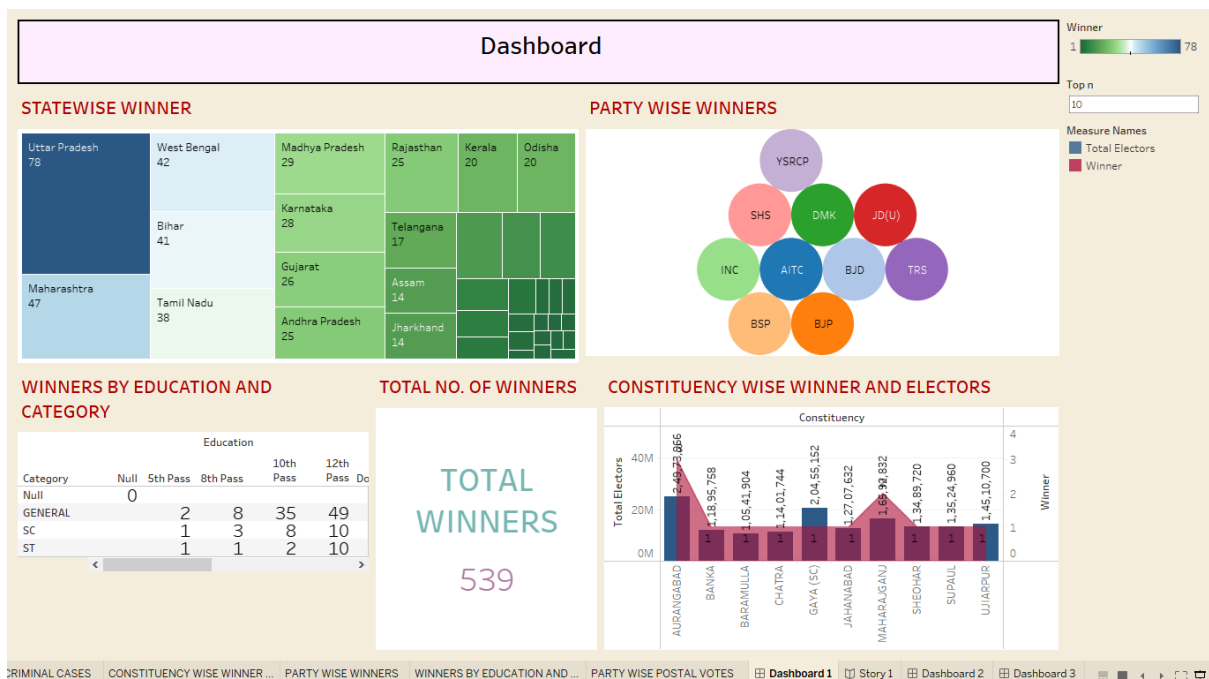 Dashboard
Winner
1
78
Top n
10
Measure Names
Total Electors
Winner
STATEWISE WINNER
Uttar Pradesh
78
Maharashtra
47
West Bengal
42
Bihar
41
Tamil Nadu
38
Madhya Pradesh
29
Karnataka
28
Gujarat
26
Andhra Pradesh
25
Rajasthan
25
Telangana
17
Assam
14
Jharkhand
14
Kerala
20
Odisha
20
PARTY WISE WINNERS
YSRCP
SHS
DMK
JD(U)
INC
AITC
BJD
TRS
BSP
BJP
WINNERS BY EDUCATION AND
CATEGORY
Education
Category Null 5th Pass 8th Pass 10th Pass 12th Pass Do
Null 0
GENERAL 2 8 35 49
SC 1 3 8 10
ST 1 1 2 10
TOTAL NO. OF WINNERS
TOTAL
WINNERS
539
CONSTITUENCY WISE WINNER AND ELECTORS
Constituency
Total Electors
40M
20M
0M
1,18,95,758
1,05,41,904
1,14,01,744
2,04,55,152
1,27,07,632
1,34,89,720
1,35,24,960
1,45,10,700
1
1
1
1
1
1
1
1
4
3
2
1
0
Winner
AURANGABAD
BANKA
BARAMULLA
CHATRA
GAYA (SC)
JAHANABAD
MAHARAJGANJ
SHEOHAR
SUPAUL
UJIARPUR
CRIMINAL CASES
CONSTITUENCY WISE WINNER ...
PARTY WISE WINNERS
WINNERS BY EDUCATION AND ...
PARTY WISE POSTAL VOTES
Dashboard 1
Story 1
Dashboard 2
Dashboard 3